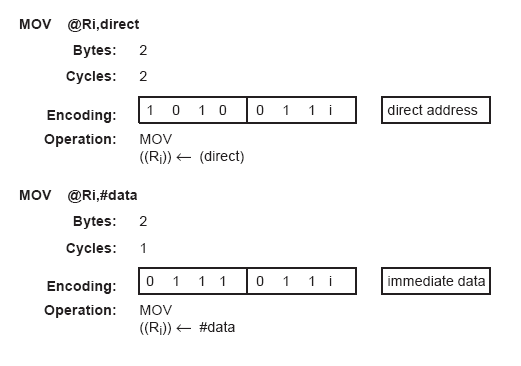 MOV @Ri,direct
Bytes: 2
Cycles: 2
Encoding: 1 0 1 0 0 1 1 i direct address
Operation: MOV
((Ri)) ← (direct)
MOV @Ri,#data
Bytes: 2
Cycles: 1
Encoding: 0 1 1 1 0 1 1 i immediate data
Operation: MOV
((Ri)) ← #data